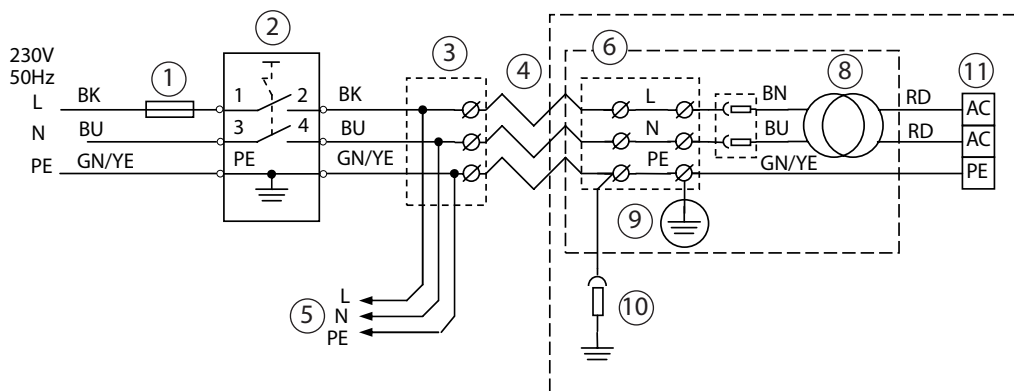 2
230V
50Hz
1
3
4
6
8
11
L BK 1 2 BK L BN RD AC
N BU 3 4 BU N BU RD AC
PE GN/YE PE GN/YE PE GN/YE PE
9
5
L
N
PE
10